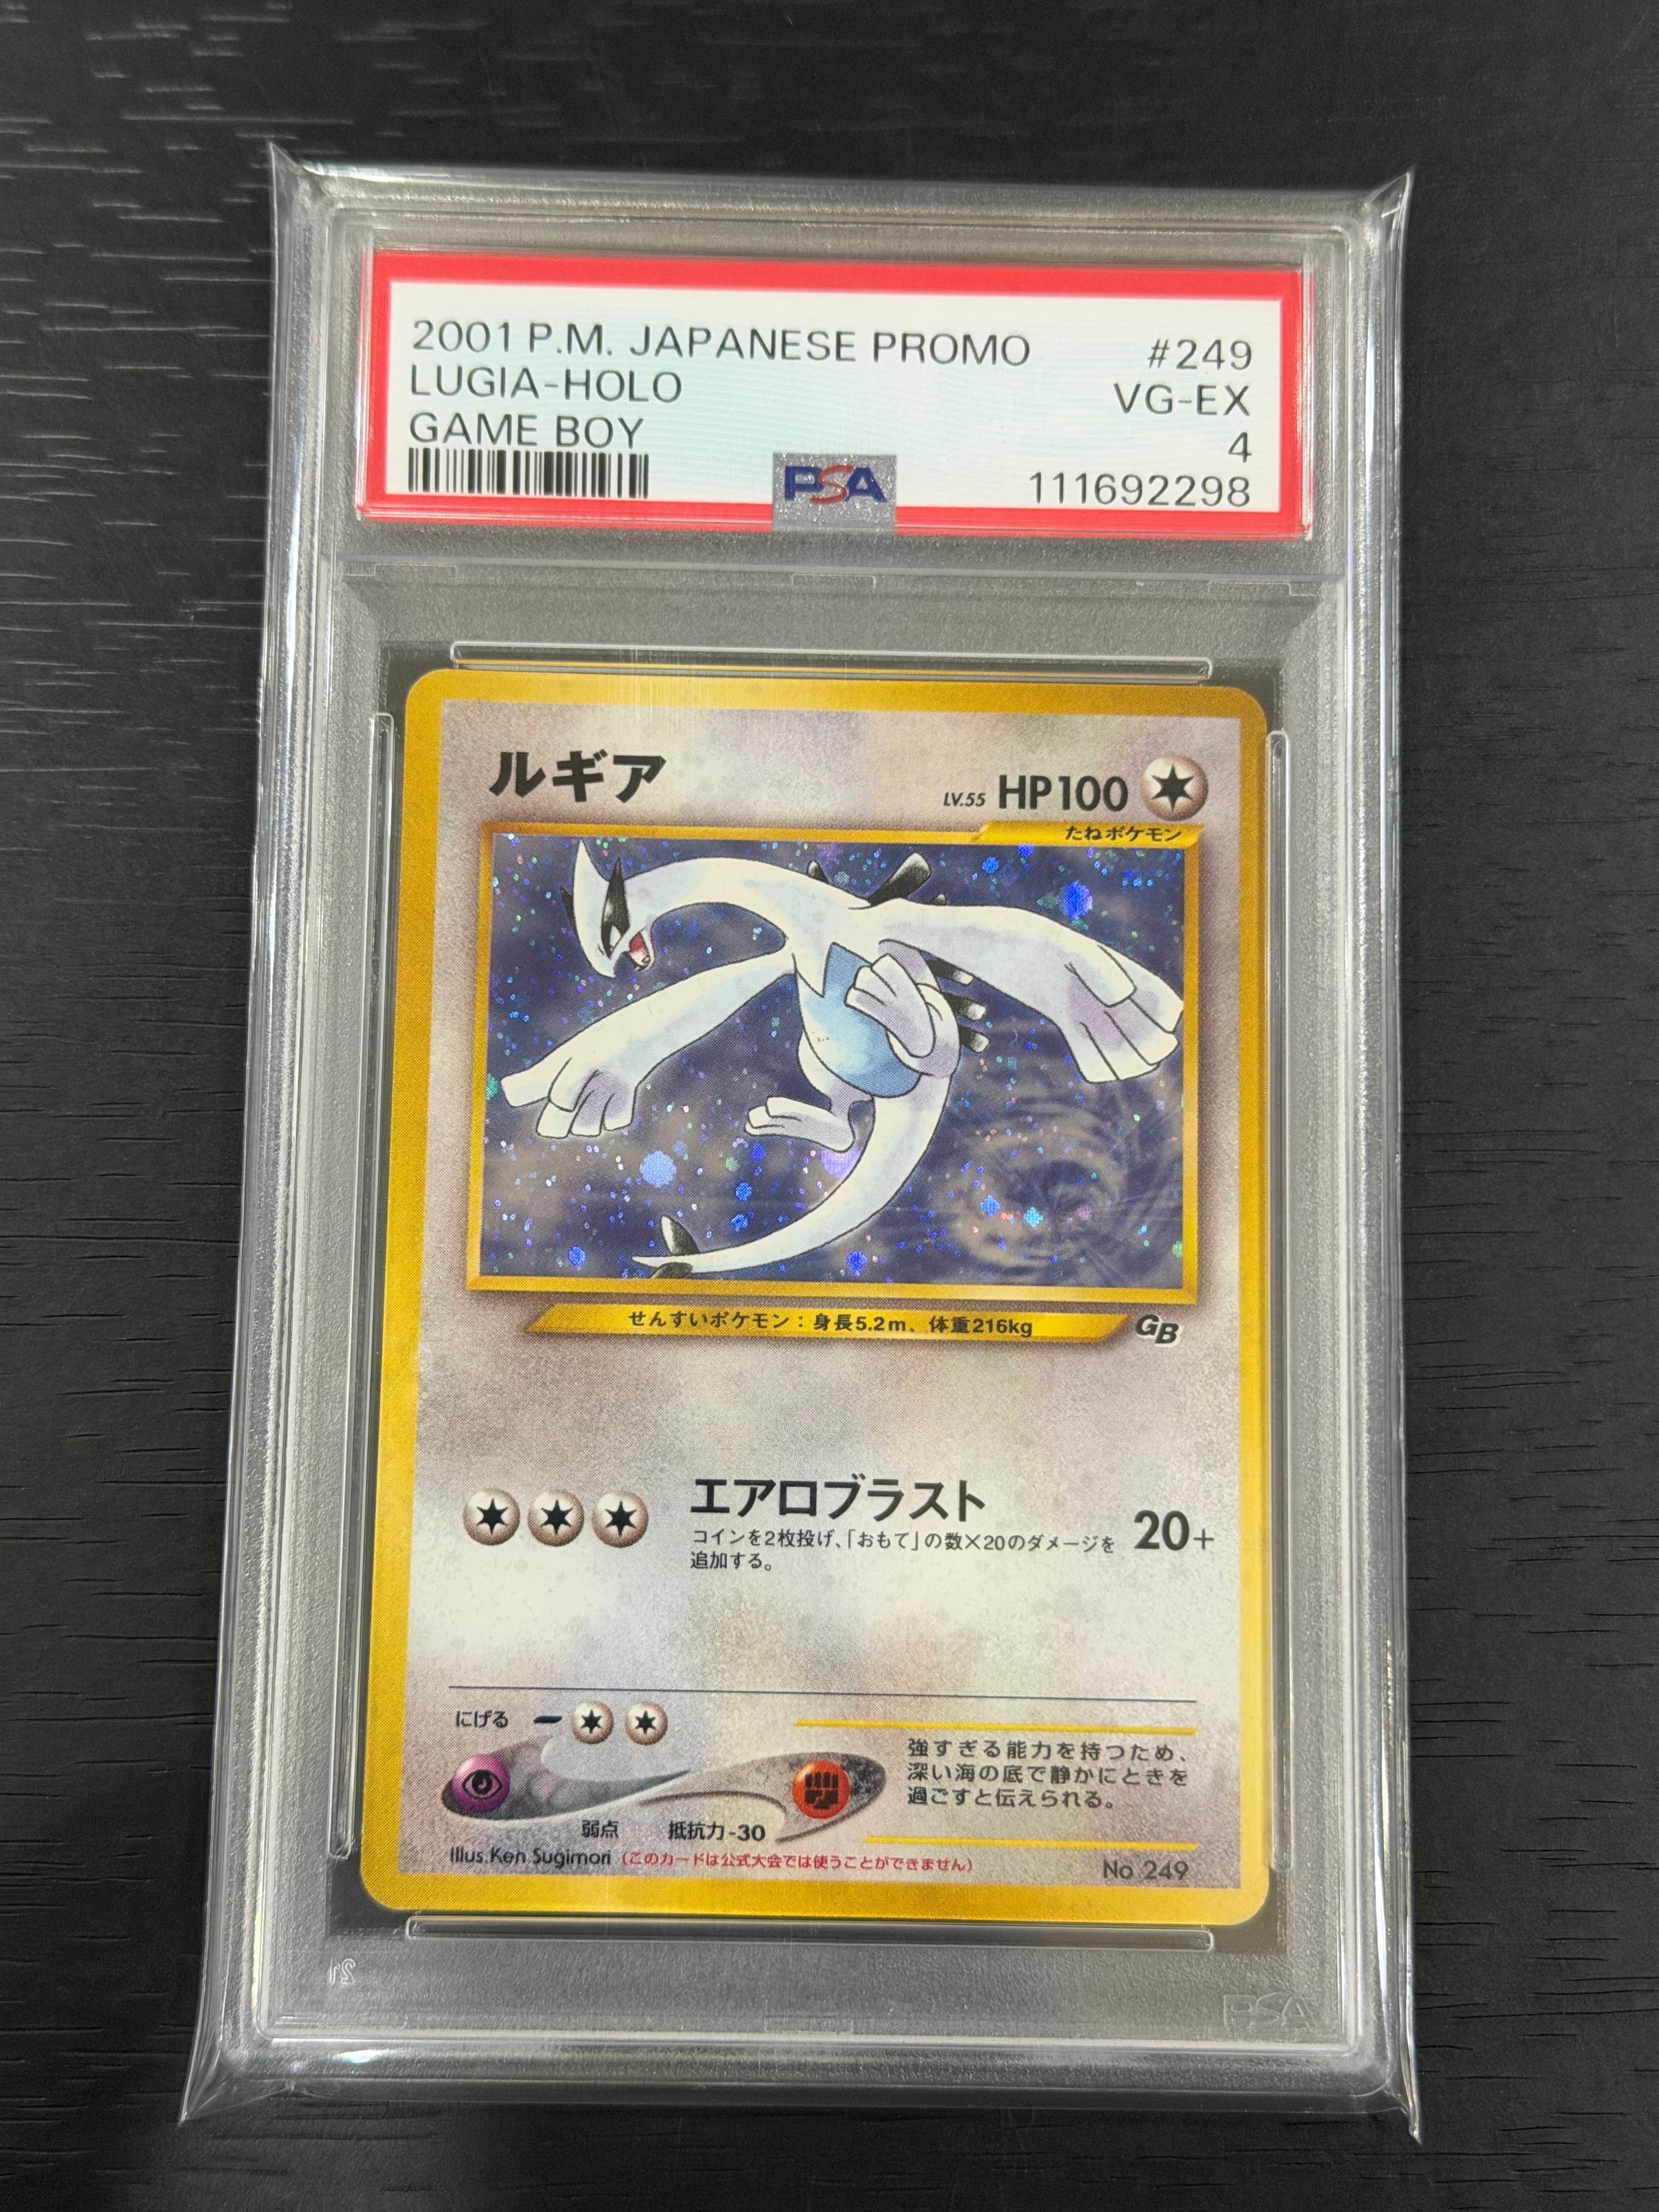 2001 P.M. JAPANESE PROMO #249
LUGIA-HOLO VG-EX
GAME BOY 4
PSA 111692298
ルギア LV.55 HP100
たねポケモン
せんすいポケモン：身長5.2m、体重216kg GB
エアロブラスト 20+
コインを2枚投げ、「おもて」の数×20のダメージを
追加する。
にげる
強すぎる能力を持つため、
深い海の底で静かにときを
過ごすと伝えられる。
弱点 抵抗力-30
Illus.Ken Sugimori (このカードは公式大会では使うことができません) No 249
21
PSA